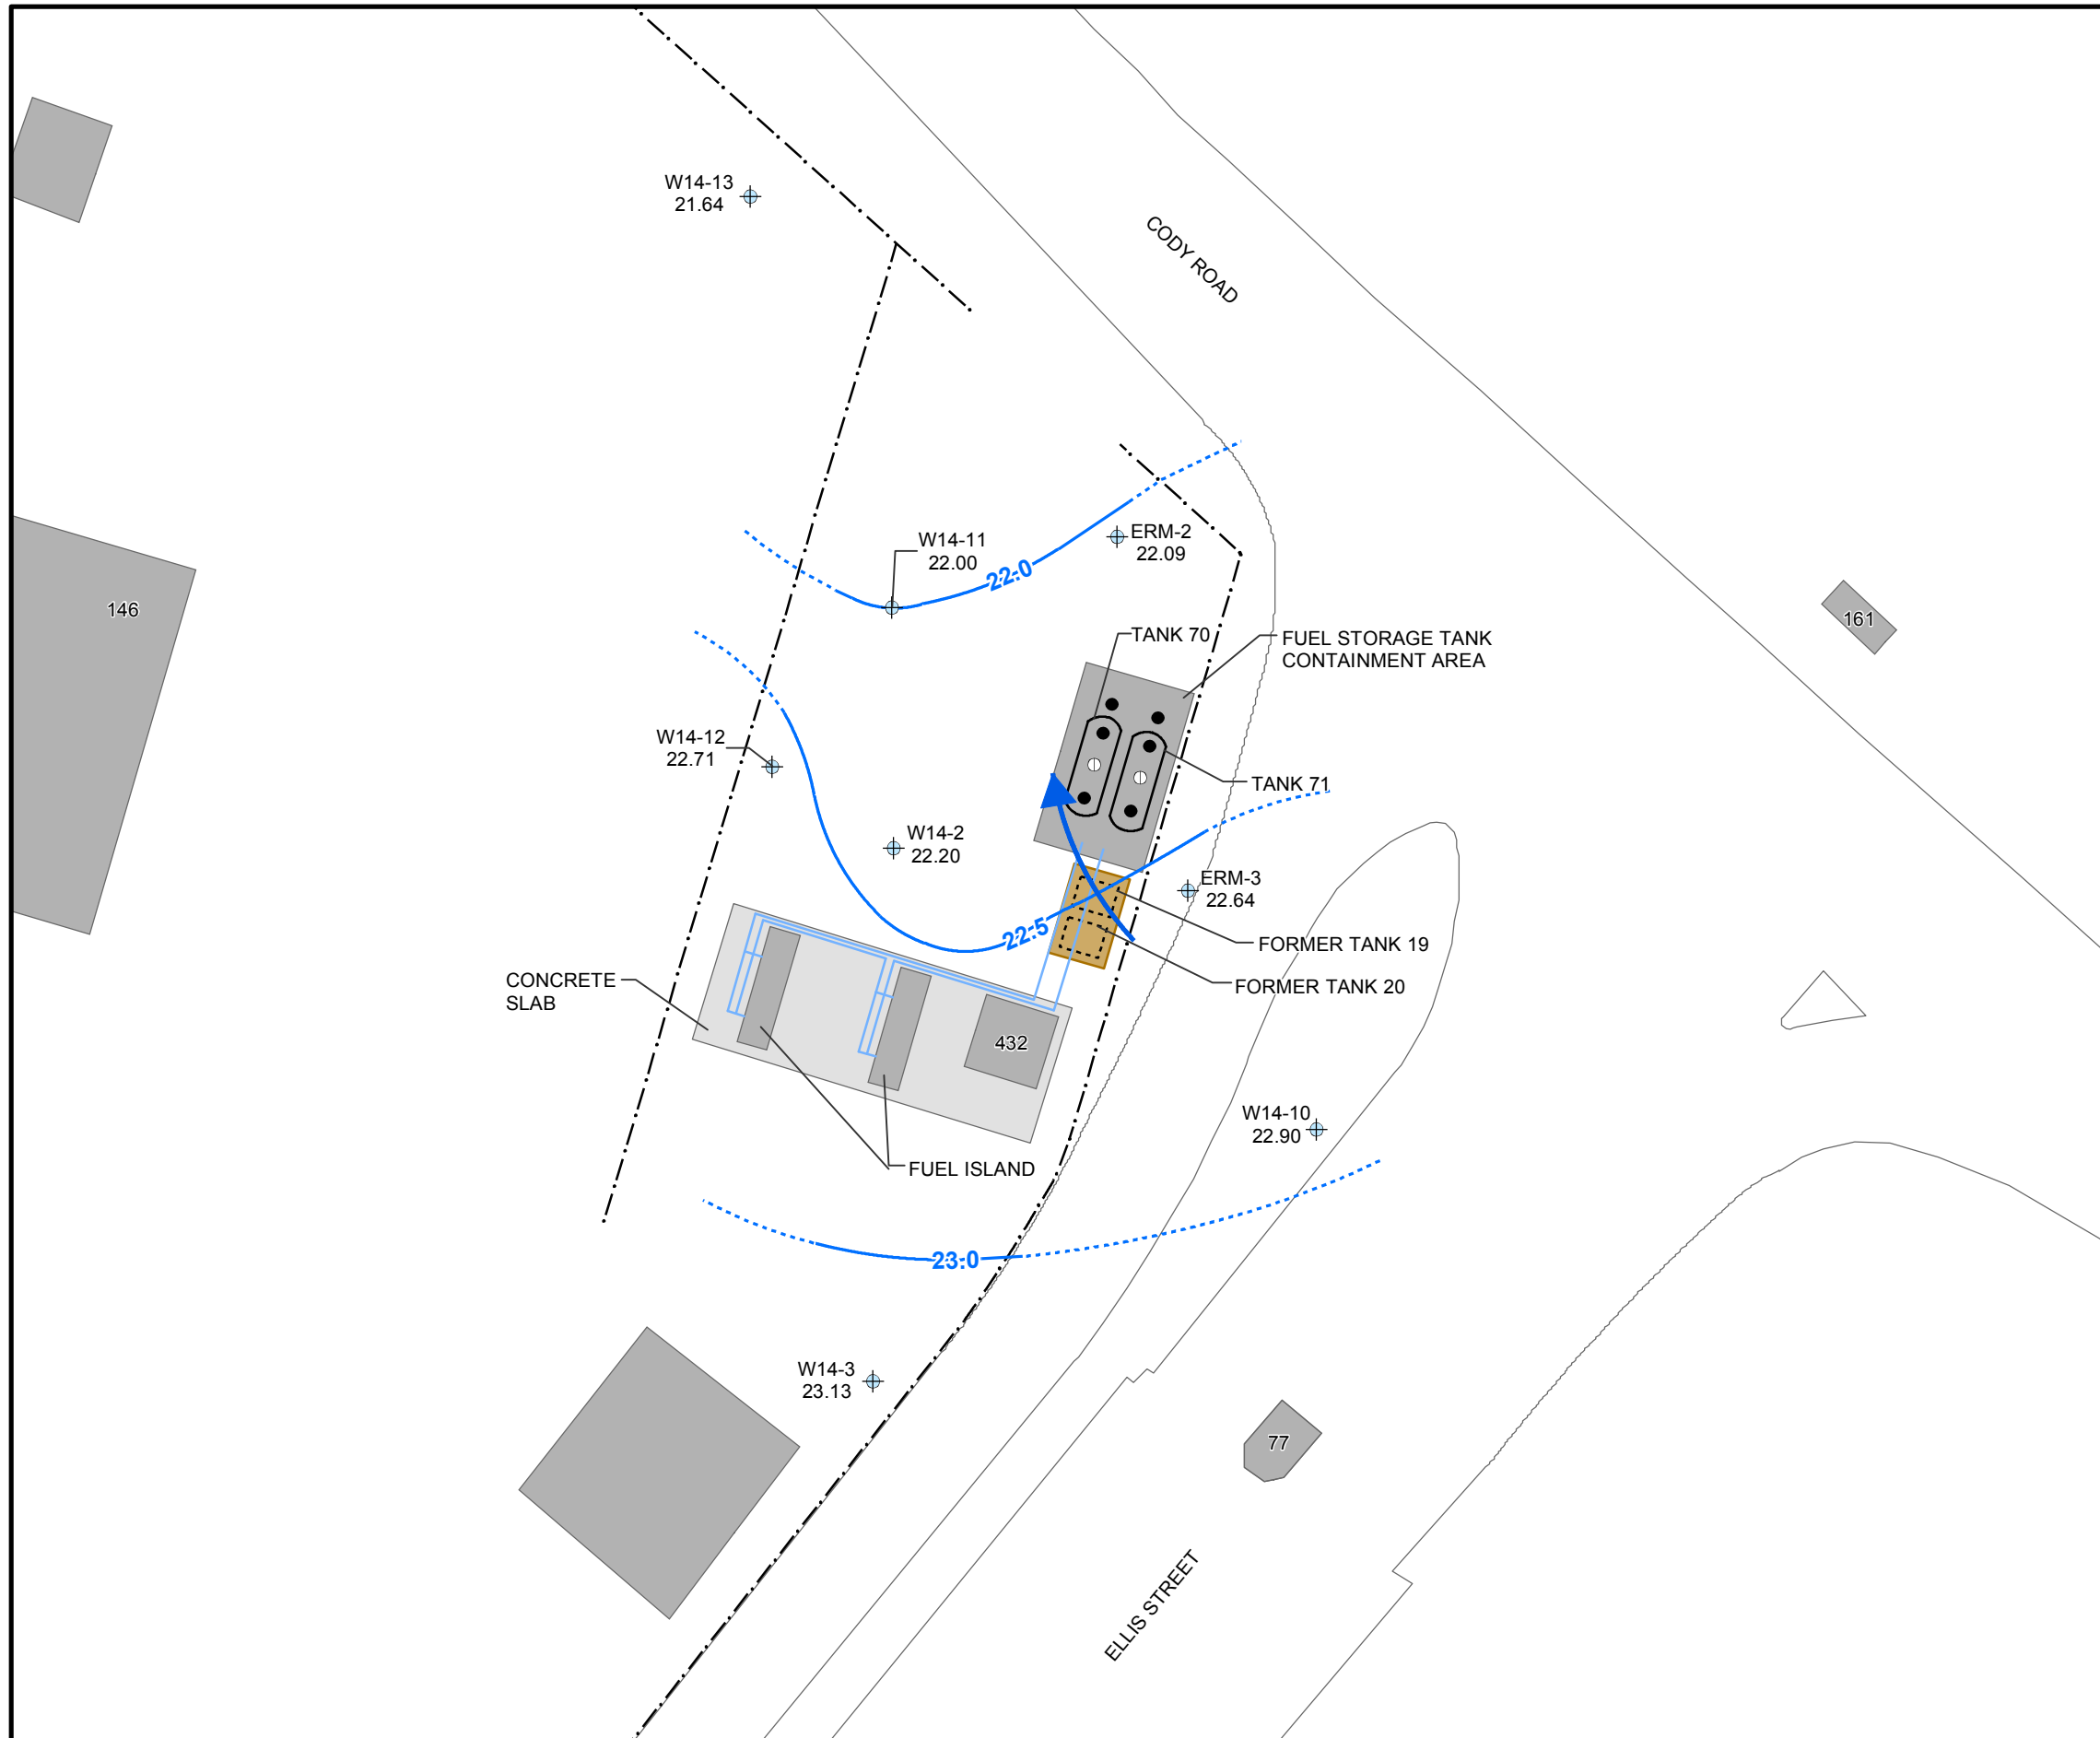 W14-13
21.64
CODY ROAD
W14-11
22.00
ERM-2
22.09
22.0
146
161
TANK 70
FUEL STORAGE TANK
CONTAINMENT AREA
W14-12
22.71
TANK 71
W14-2
22.20
ERM-3
22.64
22.5
FORMER TANK 19
FORMER TANK 20
CONCRETE
SLAB
432
W14-10
22.90
FUEL ISLAND
23.0
W14-3
23.13
77
ELLIS STREET